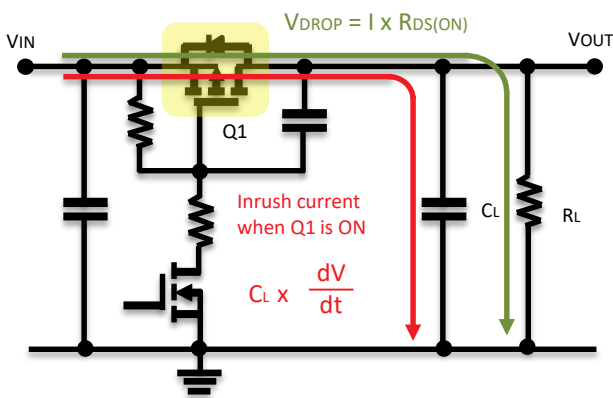 VDROP = I x RDS(ON)
VIN
VOUT
Q1
Inrush current
when Q1 is ON
CL
RL
CL x dV
dt